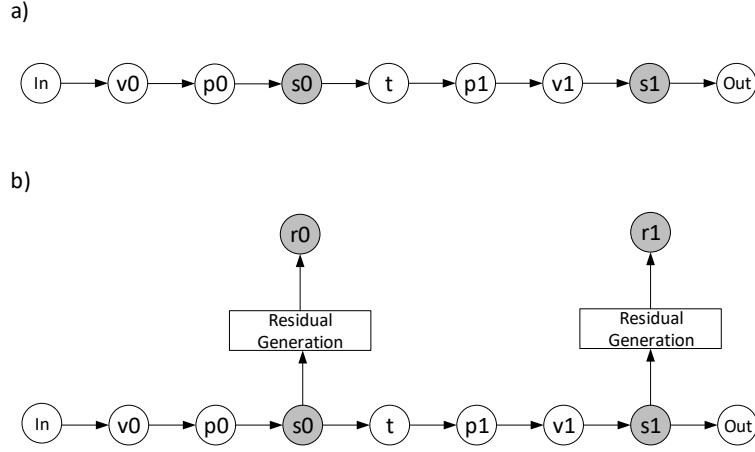 a)
In v0 p0 s0 t p1 v1 s1 Out
b)
r0 r1
Residual Generation
Residual Generation
In v0 p0 s0 t p1 v1 s1 Out